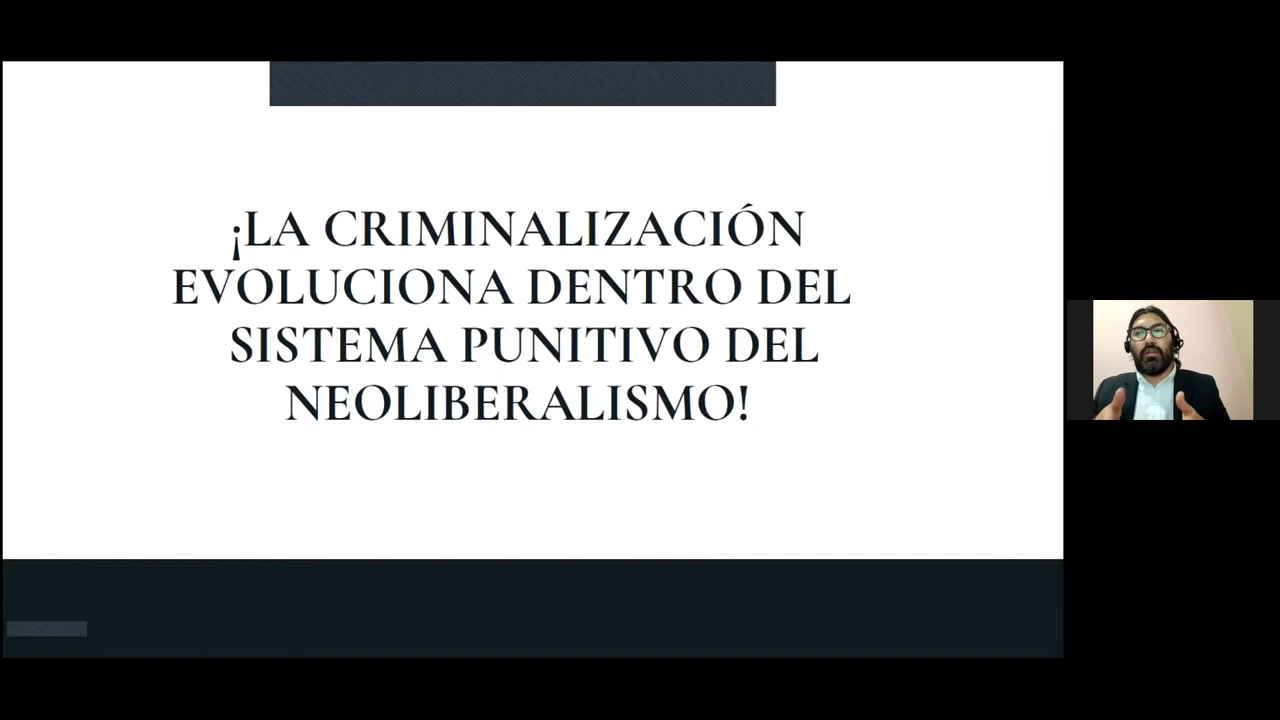 ¡LA CRIMINALIZACIÓN
EVOLUCIONA DENTRO DEL
SISTEMA PUNITIVO DEL
NEOLIBERALISMO!